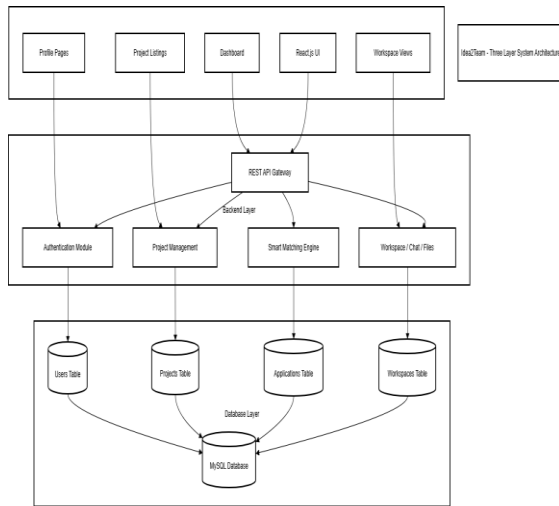 Profile Pages
Project Listings
Dashboard
React.js UI
Workspace Views
Idea2Team - Three Layer System Architecture
REST API Gateway
Backend Layer
Authentication Module
Project Management
Smart Matching Engine
Workspace / Chat / Files
Users Table
Projects Table
Applications Table
Workspaces Table
Database Layer
MySQL Database